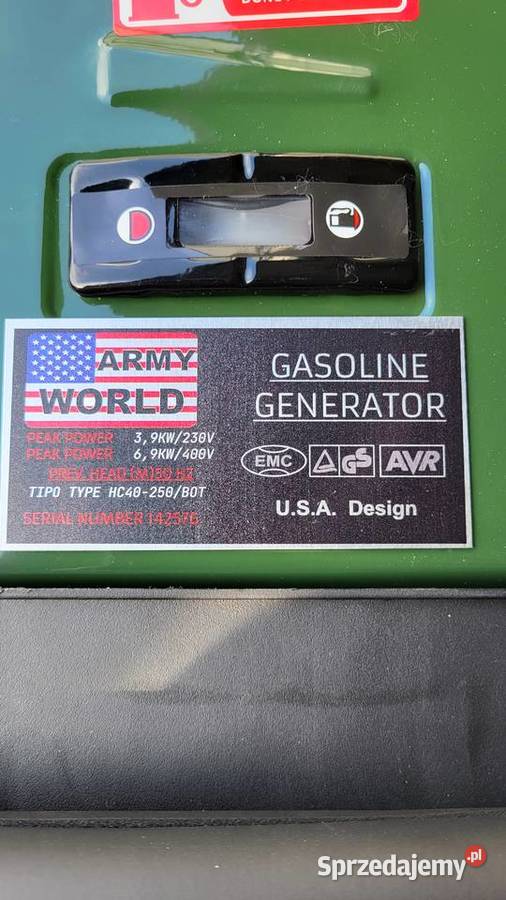 ARMY
WORLD
PEAK POWER 3,9KW/230V
PEAK POWER 6,9KW/400V
PREV. HEAD (M)50 HZ
TIPO TYPE HC40-250/BOT
SERIAL NUMBER 142576
GASOLINE
GENERATOR
EMC GS AVR
U.S.A. Design
Sprzedajemy.pl